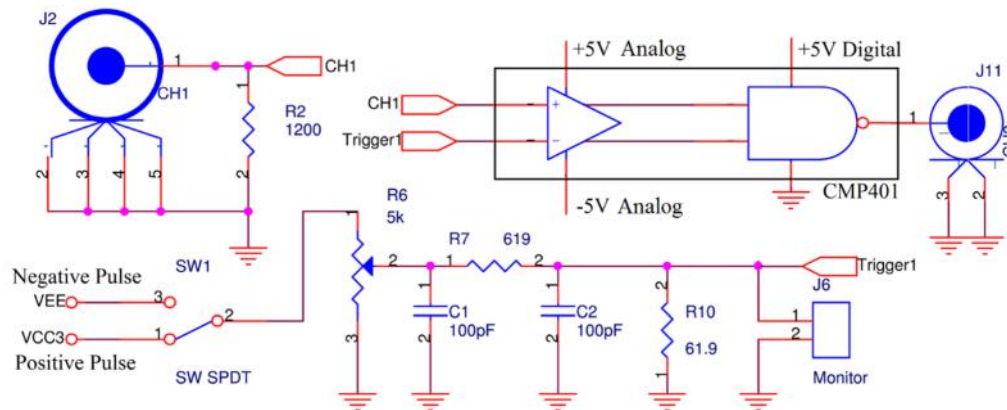 J2
1
CH1
CH1
1
R2
1200
2
2
3
4
5
+5V Analog
+5V Digital
J11
CH1
Trigger1
1
-5V Analog
CMP401
3
2
R6
5k
1
2
3
R7
619
1
2
Trigger1
J6
SW1
Negative Pulse
VEE
3
2
VCC3
1
Positive Pulse
SW SPDT
1
C1
100pF
2
1
C2
100pF
2
2
R10
61.9
1
1
2
Monitor